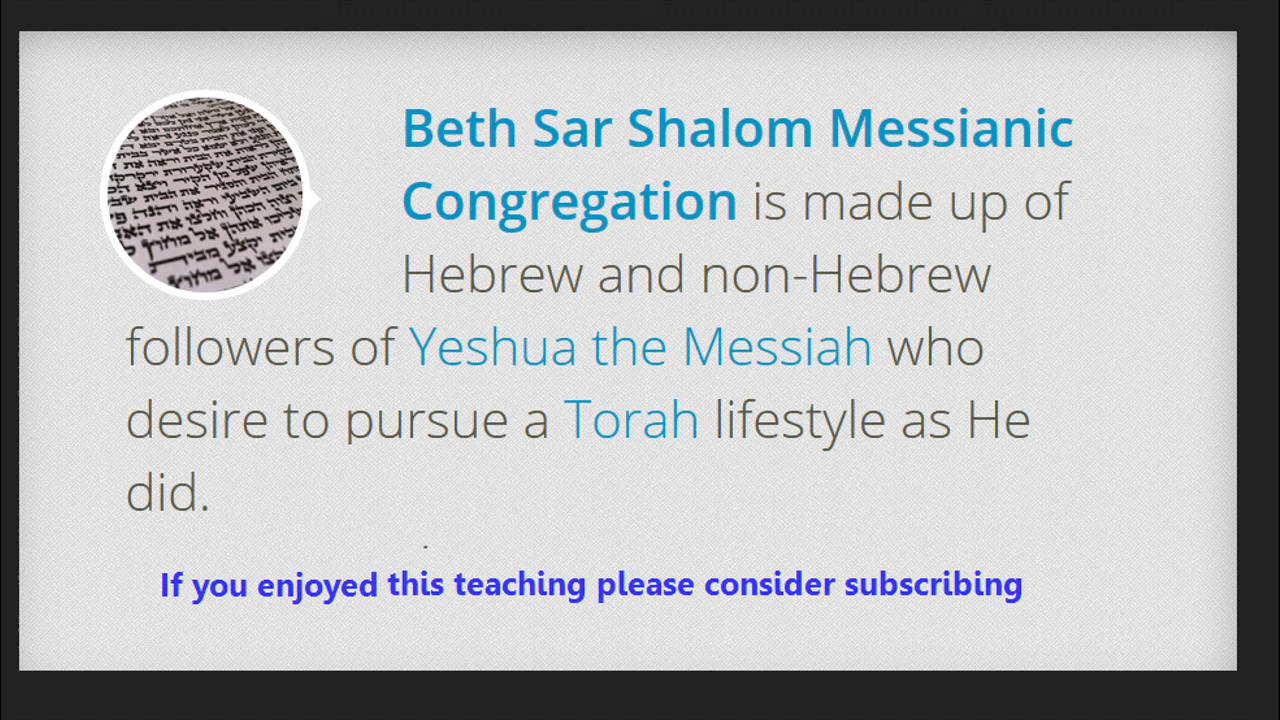 Beth Sar Shalom Messianic
Congregation is made up of
Hebrew and non-Hebrew
followers of Yeshua the Messiah who
desire to pursue a Torah lifestyle as He
did.
If you enjoyed this teaching please consider subscribing